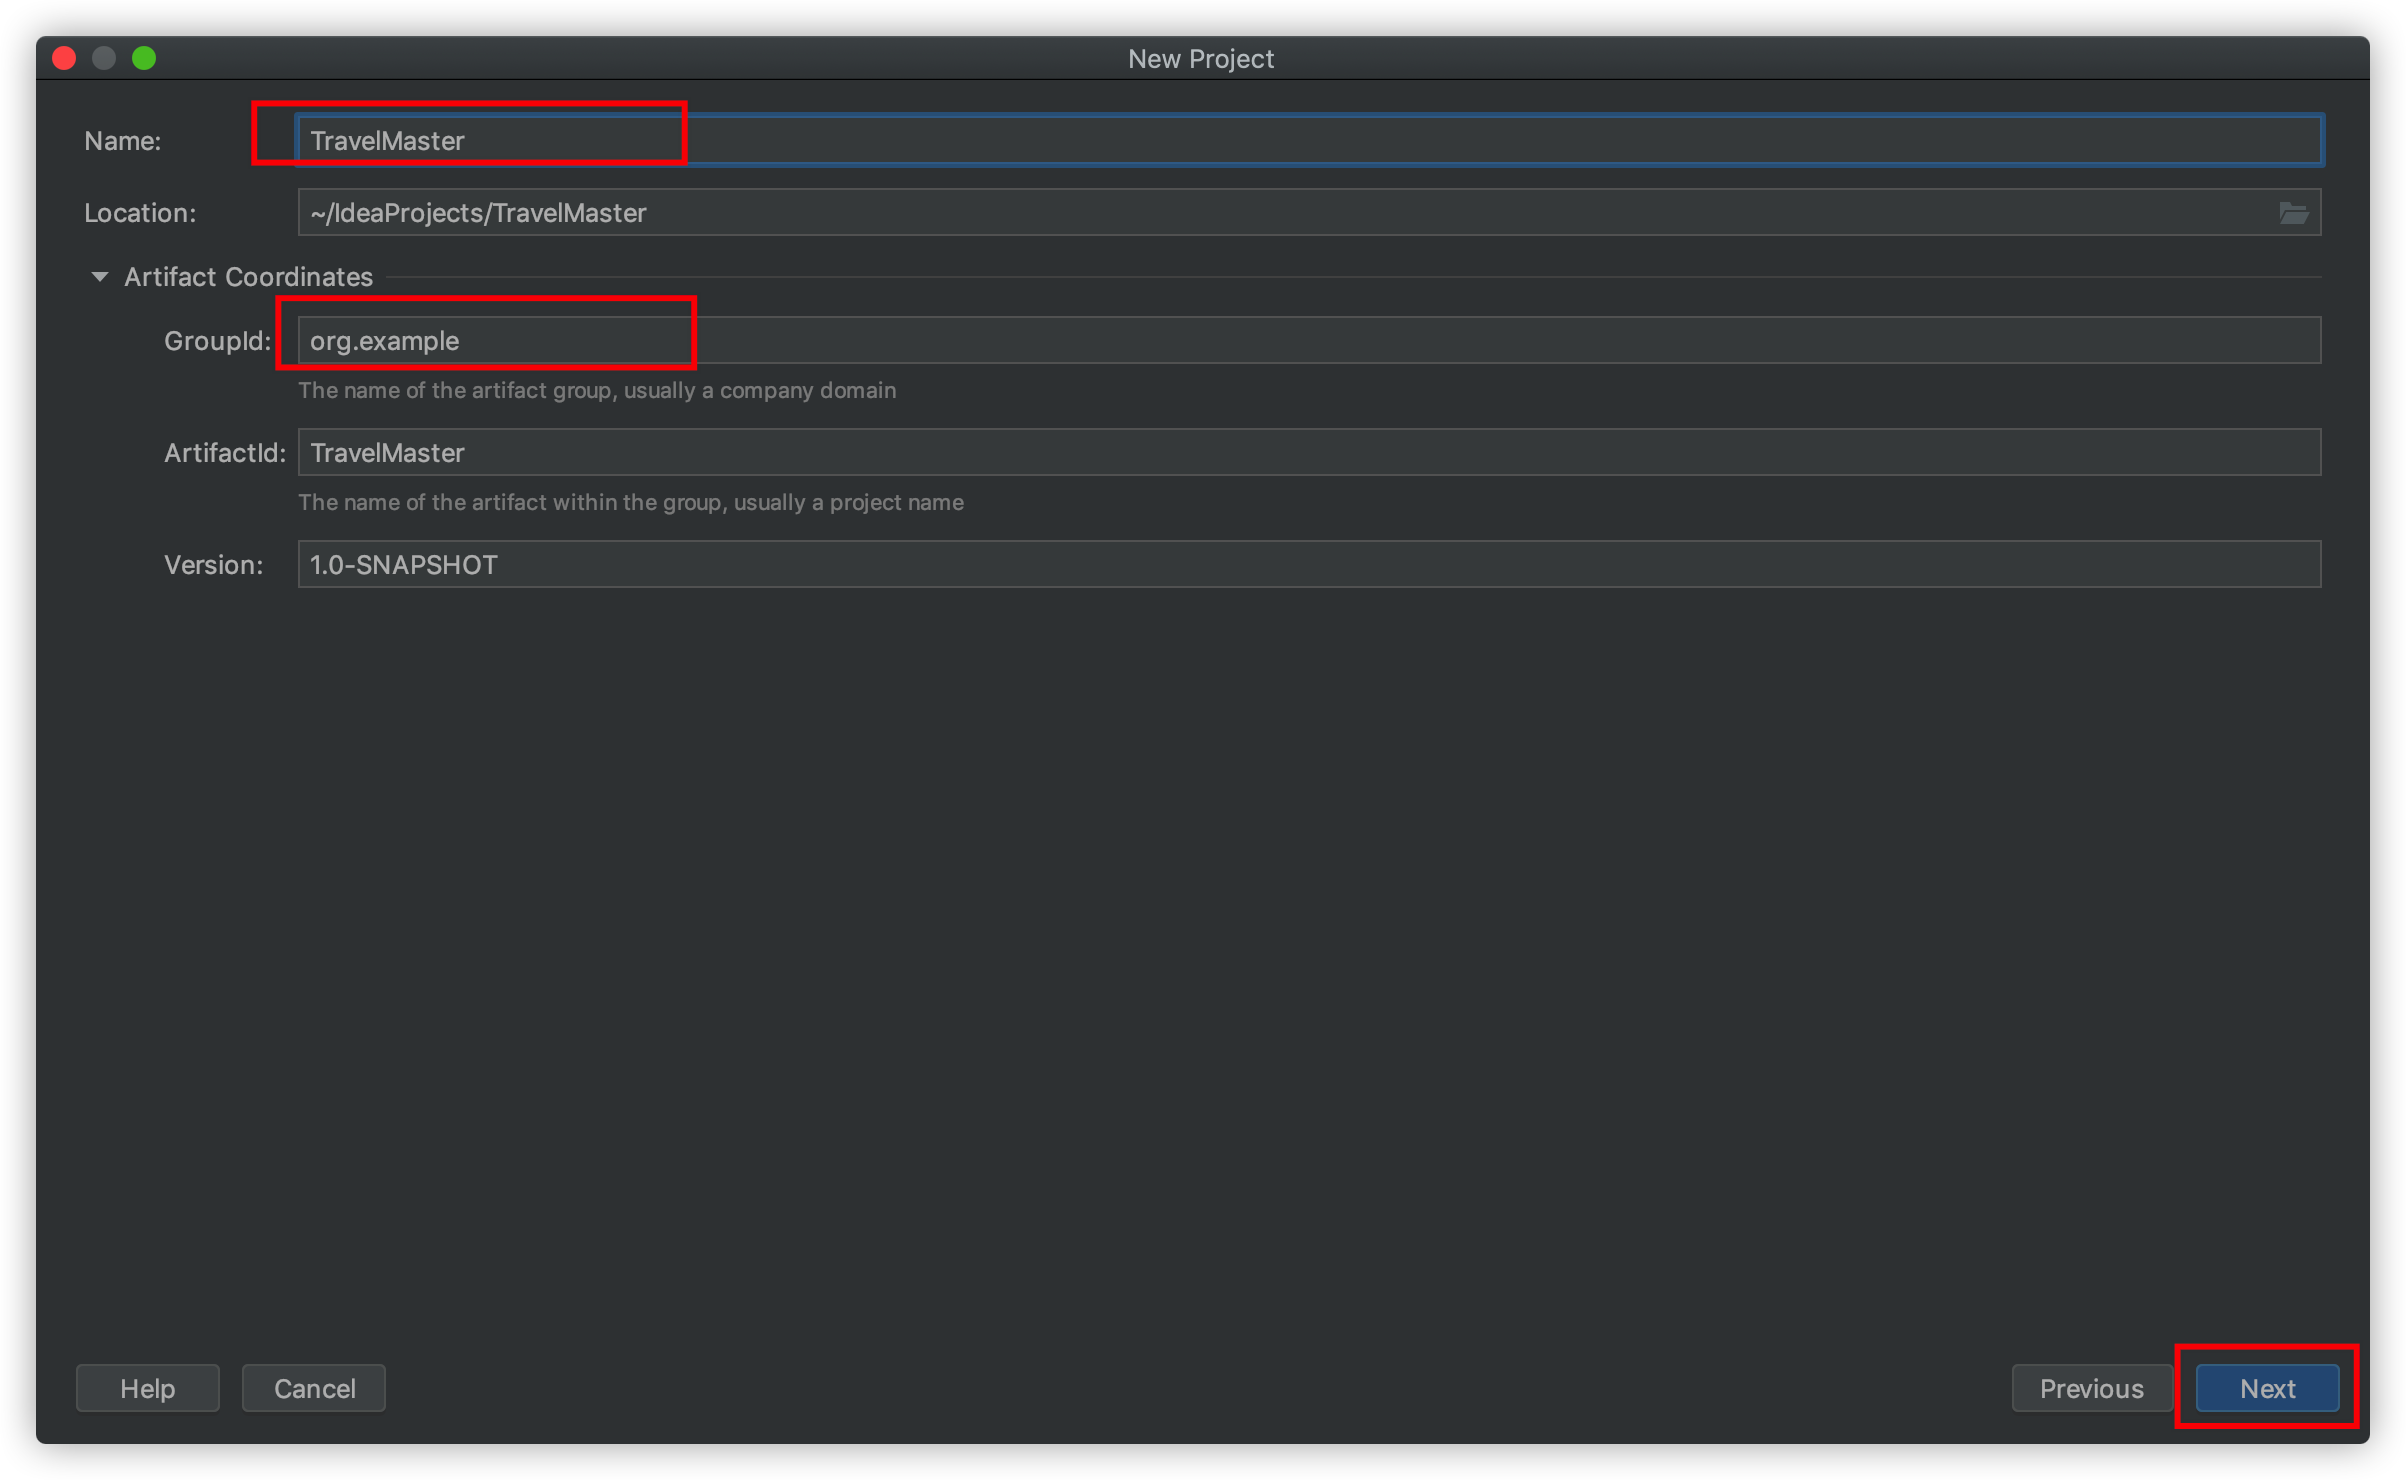 New Project
Name: TravelMaster
Location: ~/IdeaProjects/TravelMaster
Artifact Coordinates
GroupId: org.example
The name of the artifact group, usually a company domain
ArtifactId: TravelMaster
The name of the artifact within the group, usually a project name
Version: 1.0-SNAPSHOT
Help Cancel Previous Next